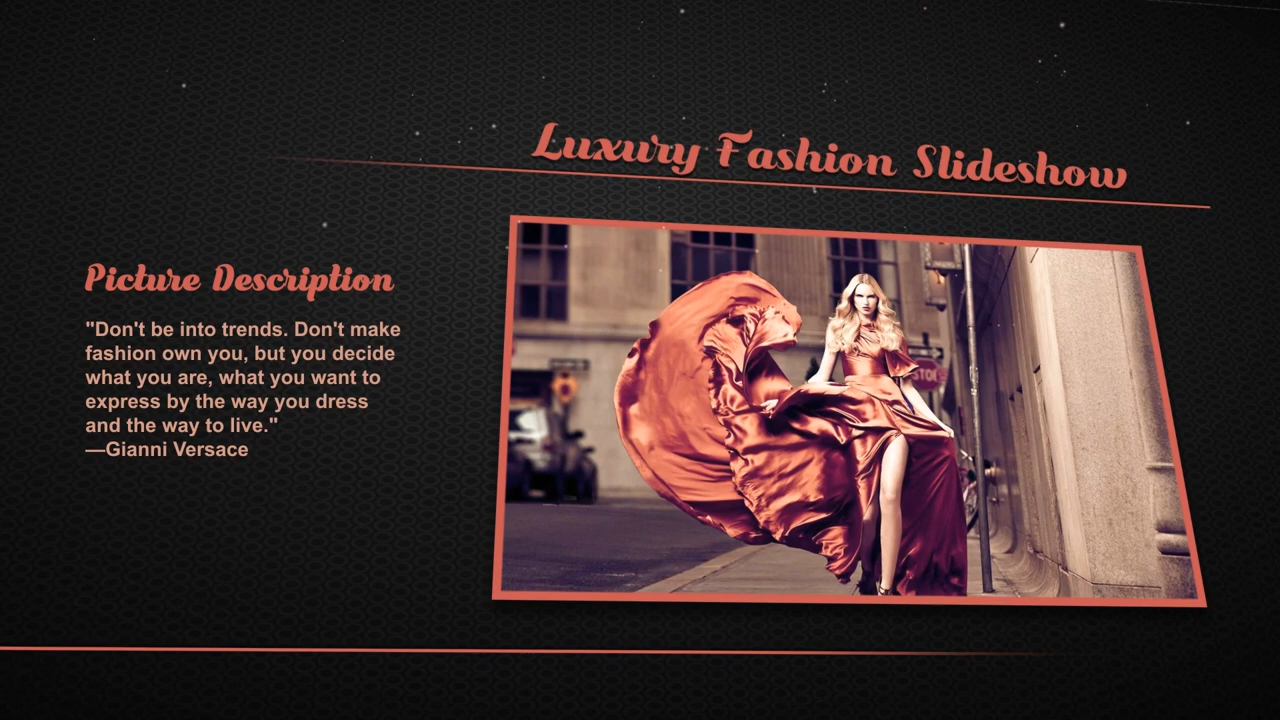 Luxury Fashion Slideshow
Picture Description
"Don't be into trends. Don't make
fashion own you, but you decide
what you are, what you want to
express by the way you dress
and the way to live."
—Gianni Versace
STOP